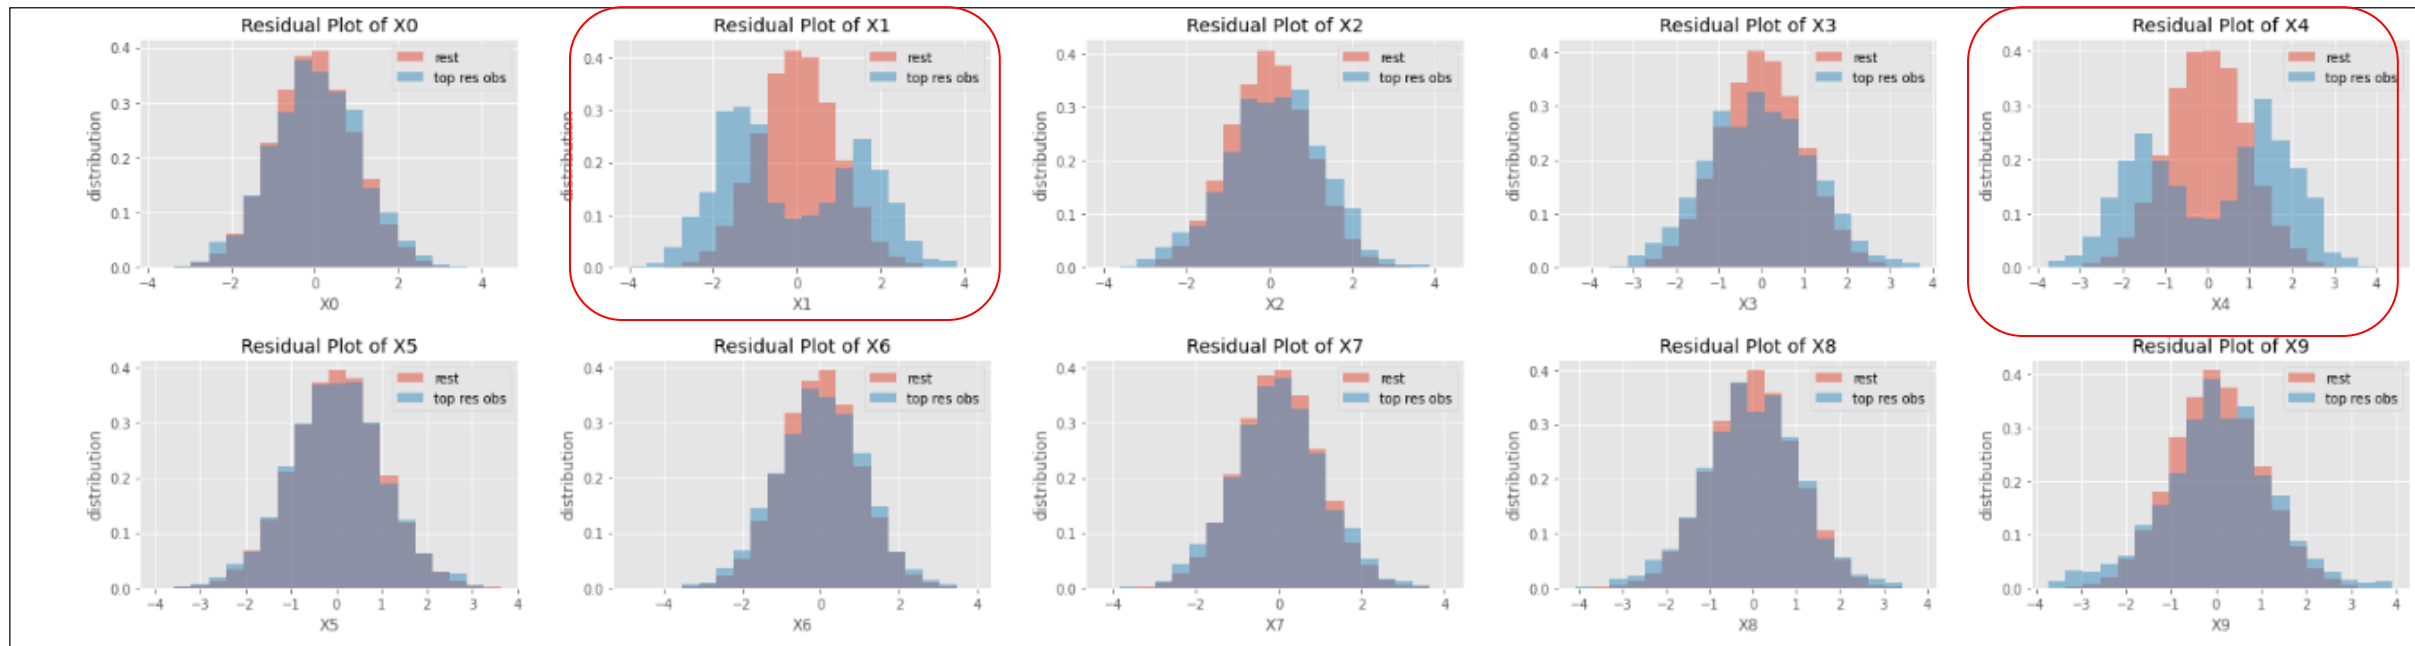 Residual Plot of X0
rest
top res obs
0.4
0.3
0.2
0.1
0.0
distribution
−4 −2 0 2 4
X0
Residual Plot of X1
rest
top res obs
0.4
0.3
0.2
0.1
0.0
distribution
−4 −2 0 2 4
X1
Residual Plot of X2
rest
top res obs
0.4
0.3
0.2
0.1
0.0
distribution
−4 −2 0 2 4
X2
Residual Plot of X3
rest
top res obs
0.4
0.3
0.2
0.1
0.0
distribution
−4 −3 −2 −1 0 1 2 3 4
X3
Residual Plot of X4
rest
top res obs
0.4
0.3
0.2
0.1
0.0
distribution
−4 −3 −2 −1 0 1 2 3 4
X4
Residual Plot of X5
rest
top res obs
0.4
0.3
0.2
0.1
0.0
distribution
−4 −3 −2 −1 0 1 2 3 4
X5
Residual Plot of X6
rest
top res obs
0.4
0.3
0.2
0.1
0.0
distribution
−4 −2 0 2 4
X6
Residual Plot of X7
rest
top res obs
0.4
0.3
0.2
0.1
0.0
distribution
−4 −2 0 2 4
X7
Residual Plot of X8
rest
top res obs
0.4
0.3
0.2
0.1
0.0
distribution
−4 −3 −2 −1 0 1 2 3 4
X8
Residual Plot of X9
rest
top res obs
0.4
0.3
0.2
0.1
0.0
distribution
−4 −3 −2 −1 0 1 2 3 4
X9